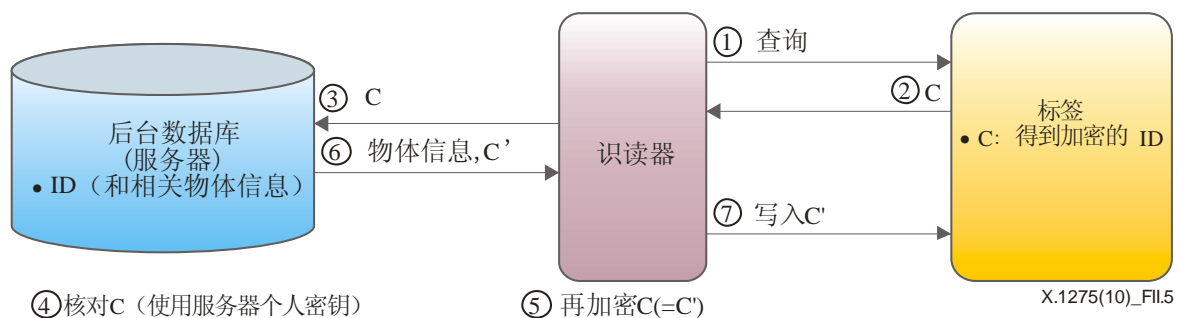 ① 查询
② C
③ C
后台数据库
(服务器)
• ID（和相关物体信息）
⑥ 物体信息,C’
识读器
标签
• C: 得到加密的 ID
⑦ 写入C'
④核对C（使用服务器个人密钥）
⑤ 再加密C(=C')
X.1275(10)_FII.5